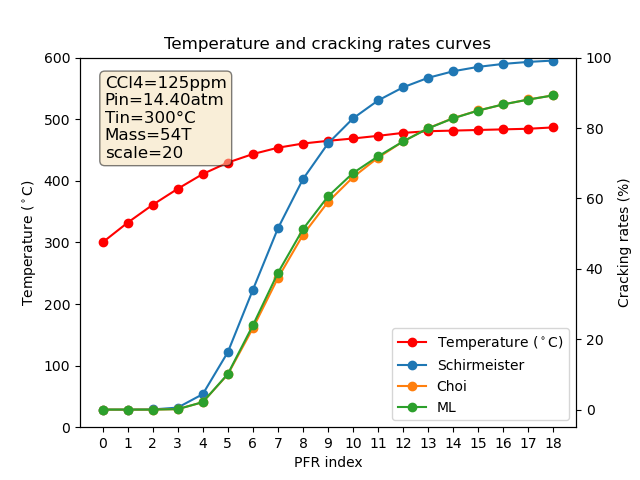 Temperature and cracking rates curves
CCl4=125ppm
Pin=14.40atm
Tin=300°C
Mass=54T
scale=20
Temperature (°C)
600
500
400
300
200
100
0
Cracking rates (%)
100
80
60
40
20
0
Temperature (°C)
Schirmeister
Choi
ML
0 1 2 3 4 5 6 7 8 9 10 11 12 13 14 15 16 17 18
PFR index